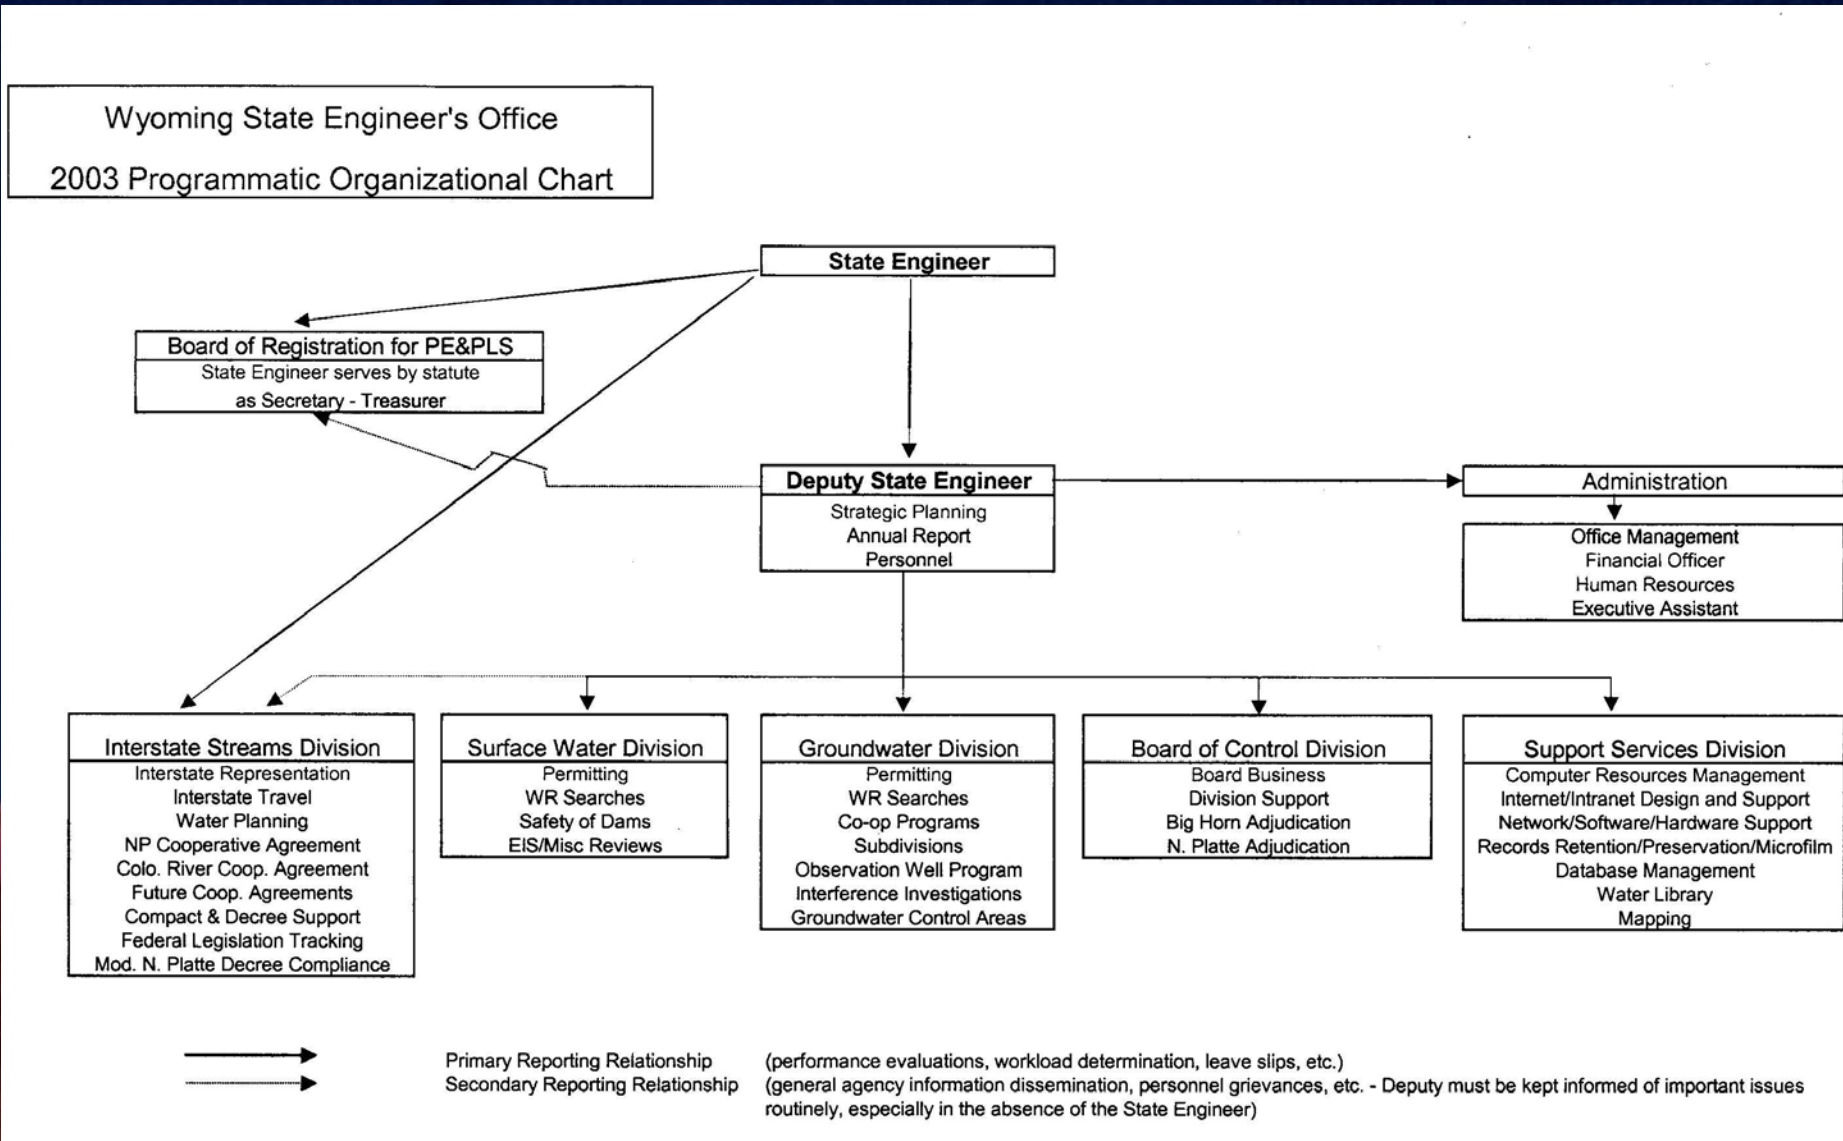 Wyoming State Engineer's Office
2003 Programmatic Organizational Chart
State Engineer
Board of Registration for PE&PLS
State Engineer serves by statute
as Secretary - Treasurer
Deputy State Engineer
Strategic Planning
Annual Report
Personnel
Administration
Office Management
Financial Officer
Human Resources
Executive Assistant
Interstate Streams Division
Interstate Representation
Interstate Travel
Water Planning
NP Cooperative Agreement
Colo. River Coop. Agreement
Future Coop. Agreements
Compact & Decree Support
Federal Legislation Tracking
Mod. N. Platte Decree Compliance
Surface Water Division
Permitting
WR Searches
Safety of Dams
EIS/Misc Reviews
Groundwater Division
Permitting
WR Searches
Co-op Programs
Subdivisions
Observation Well Program
Interference Investigations
Groundwater Control Areas
Board of Control Division
Board Business
Division Support
Big Horn Adjudication
N. Platte Adjudication
Support Services Division
Computer Resources Management
Internet/Intranet Design and Support
Network/Software/Hardware Support
Records Retention/Preservation/Microfilm
Database Management
Water Library
Mapping
Primary Reporting Relationship (performance evaluations, workload determination, leave slips, etc.)
Secondary Reporting Relationship (general agency information dissemination, personnel grievances, etc. - Deputy must be kept informed of important issues
routinely, especially in the absence of the State Engineer)